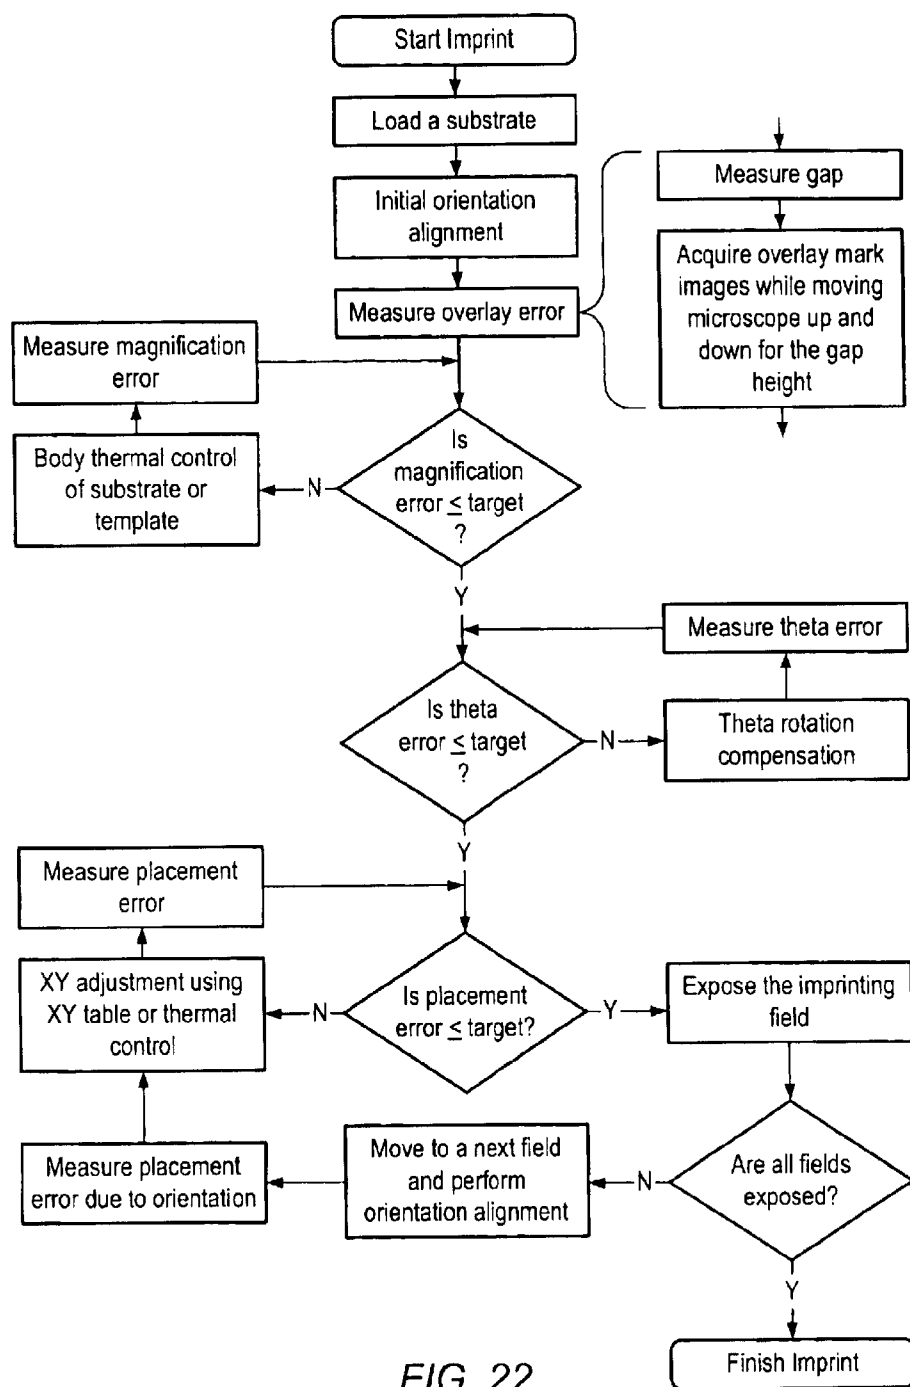 Start Imprint
Load a substrate
Initial orientation
alignment
Measure overlay error
Measure gap
Acquire overlay mark
images while moving
microscope up and
down for the gap
height
Measure magnification
error
Body thermal control
of substrate or
template
N
Is
magnification
error ≤ target
?
Y
Measure theta error
Is theta
error ≤ target
?
N
Theta rotation
compensation
Y
Measure placement
error
XY adjustment using
XY table or thermal
control
N
Is placement
error ≤ target?
Y
Expose the imprinting
field
Measure placement
error due to orientation
Move to a next field
and perform
orientation alignment
N
Are all fields
exposed?
Y
Finish Imprint
FIG. 22